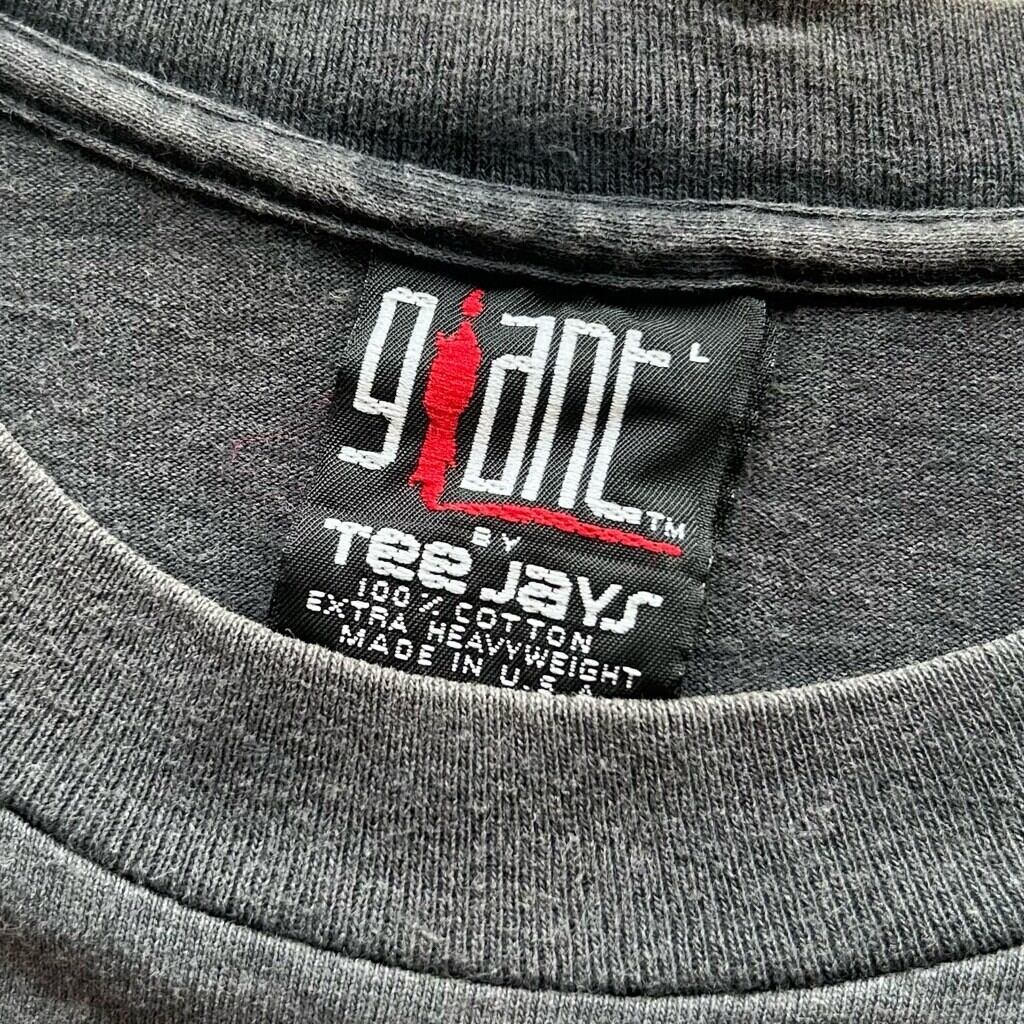 giant L
TM
BY
Tee Jays
100% COTTON
EXTRA HEAVYWEIGHT
MADE IN U.S.A